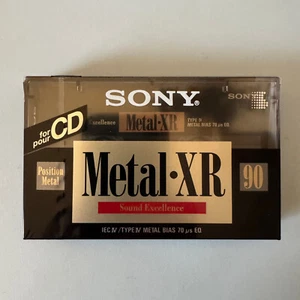 SONY®
SONY
Excellence
Metal·XR
TYPE IV
METAL BIAS 70 μs EQ
for
pour
CD
Position
Metal
Metal·XR
90
Sound Excellence
IEC IV/TYPE IV METAL BIAS 70 μs EQ